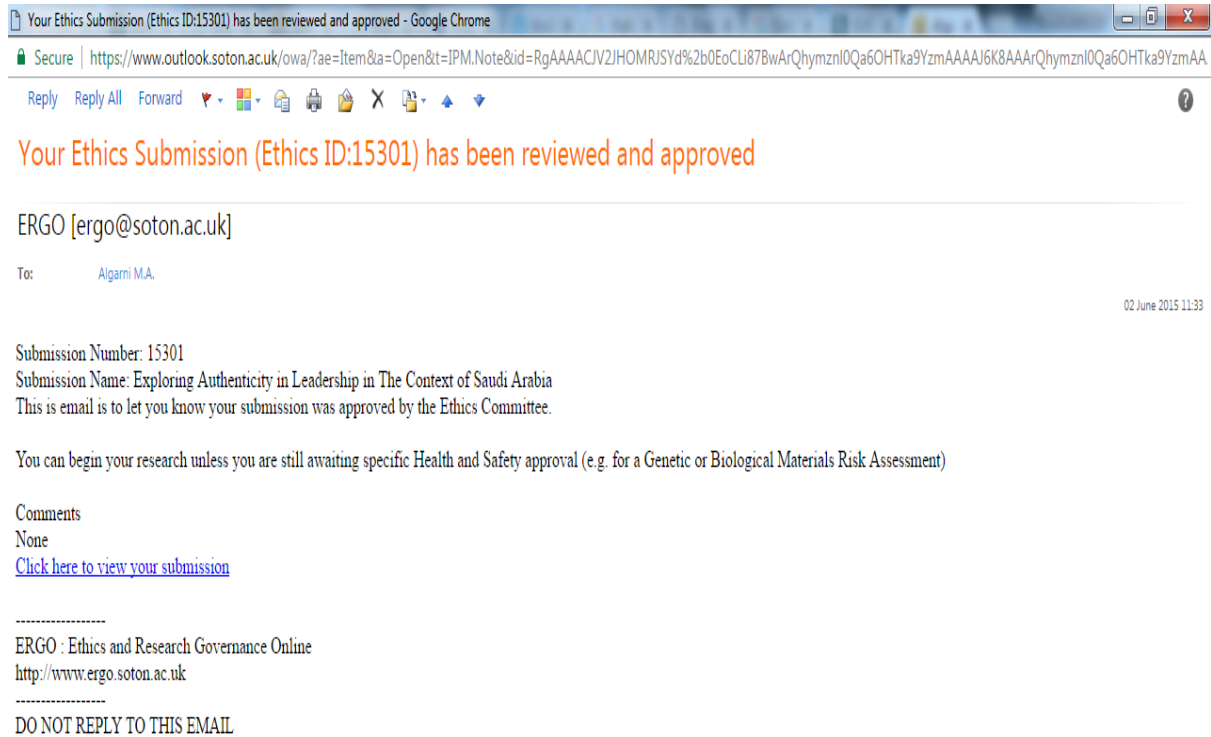 Your Ethics Submission (Ethics ID:15301) has been reviewed and approved - Google Chrome
Secure | https://www.outlook.soton.ac.uk/owa/?ae=Item&a=Open&t=IPM.Note&id=RgAAAACJV2JHOMRJSYd%2b0EoCLi87BwArQhymznI0Qa6OHTka9YzmAAAAJ6K8AAArQhymznI0Qa6OHTka9YzmAA
Reply Reply All Forward
Your Ethics Submission (Ethics ID:15301) has been reviewed and approved
ERGO [ergo@soton.ac.uk]
To: Algarni M.A.
02 June 2015 11:33
Submission Number: 15301
Submission Name: Exploring Authenticity in Leadership in The Context of Saudi Arabia
This is email is to let you know your submission was approved by the Ethics Committee.
You can begin your research unless you are still awaiting specific Health and Safety approval (e.g. for a Genetic or Biological Materials Risk Assessment)
Comments
None
Click here to view your submission
------------------
ERGO : Ethics and Research Governance Online
http://www.ergo.soton.ac.uk
------------------
DO NOT REPLY TO THIS EMAIL